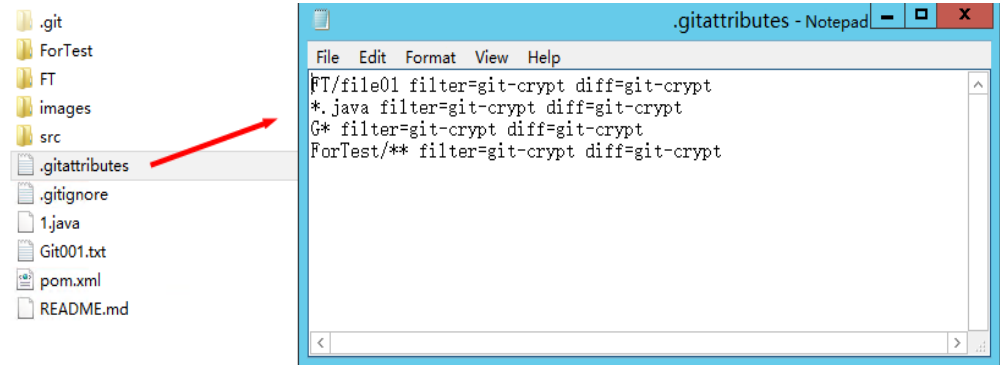 .git
ForTest
FT
images
src
.gitattributes
.gitignore
1.java
Git001.txt
pom.xml
README.md
.gitattributes - Notepad
File Edit Format View Help
FT/file01 filter=git-crypt diff=git-crypt
*.java filter=git-crypt diff=git-crypt
G* filter=git-crypt diff=git-crypt
ForTest/** filter=git-crypt diff=git-crypt